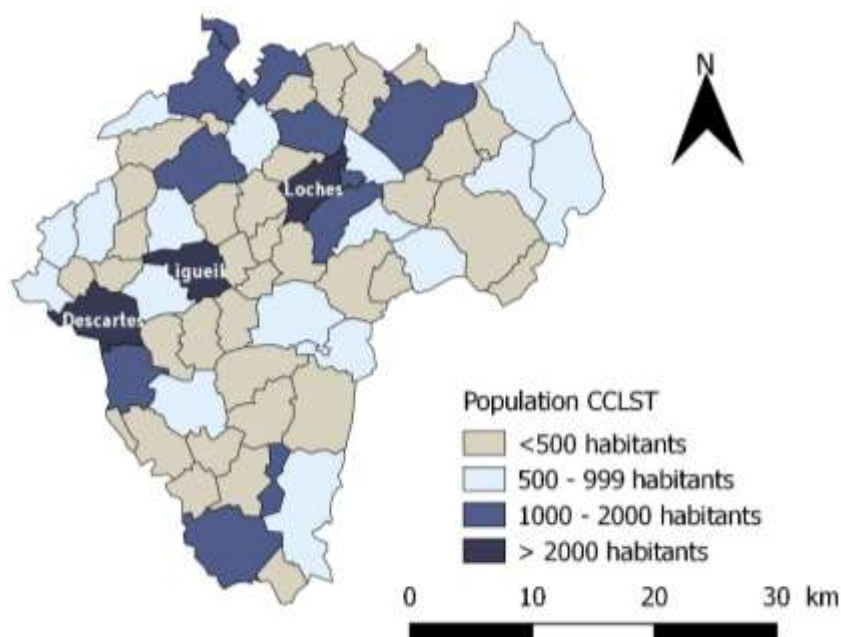 N
Loches
Ligueil
Descartes
Population CCLST
<500 habitants
500 - 999 habitants
1000 - 2000 habitants
> 2000 habitants
0 10 20 30 km